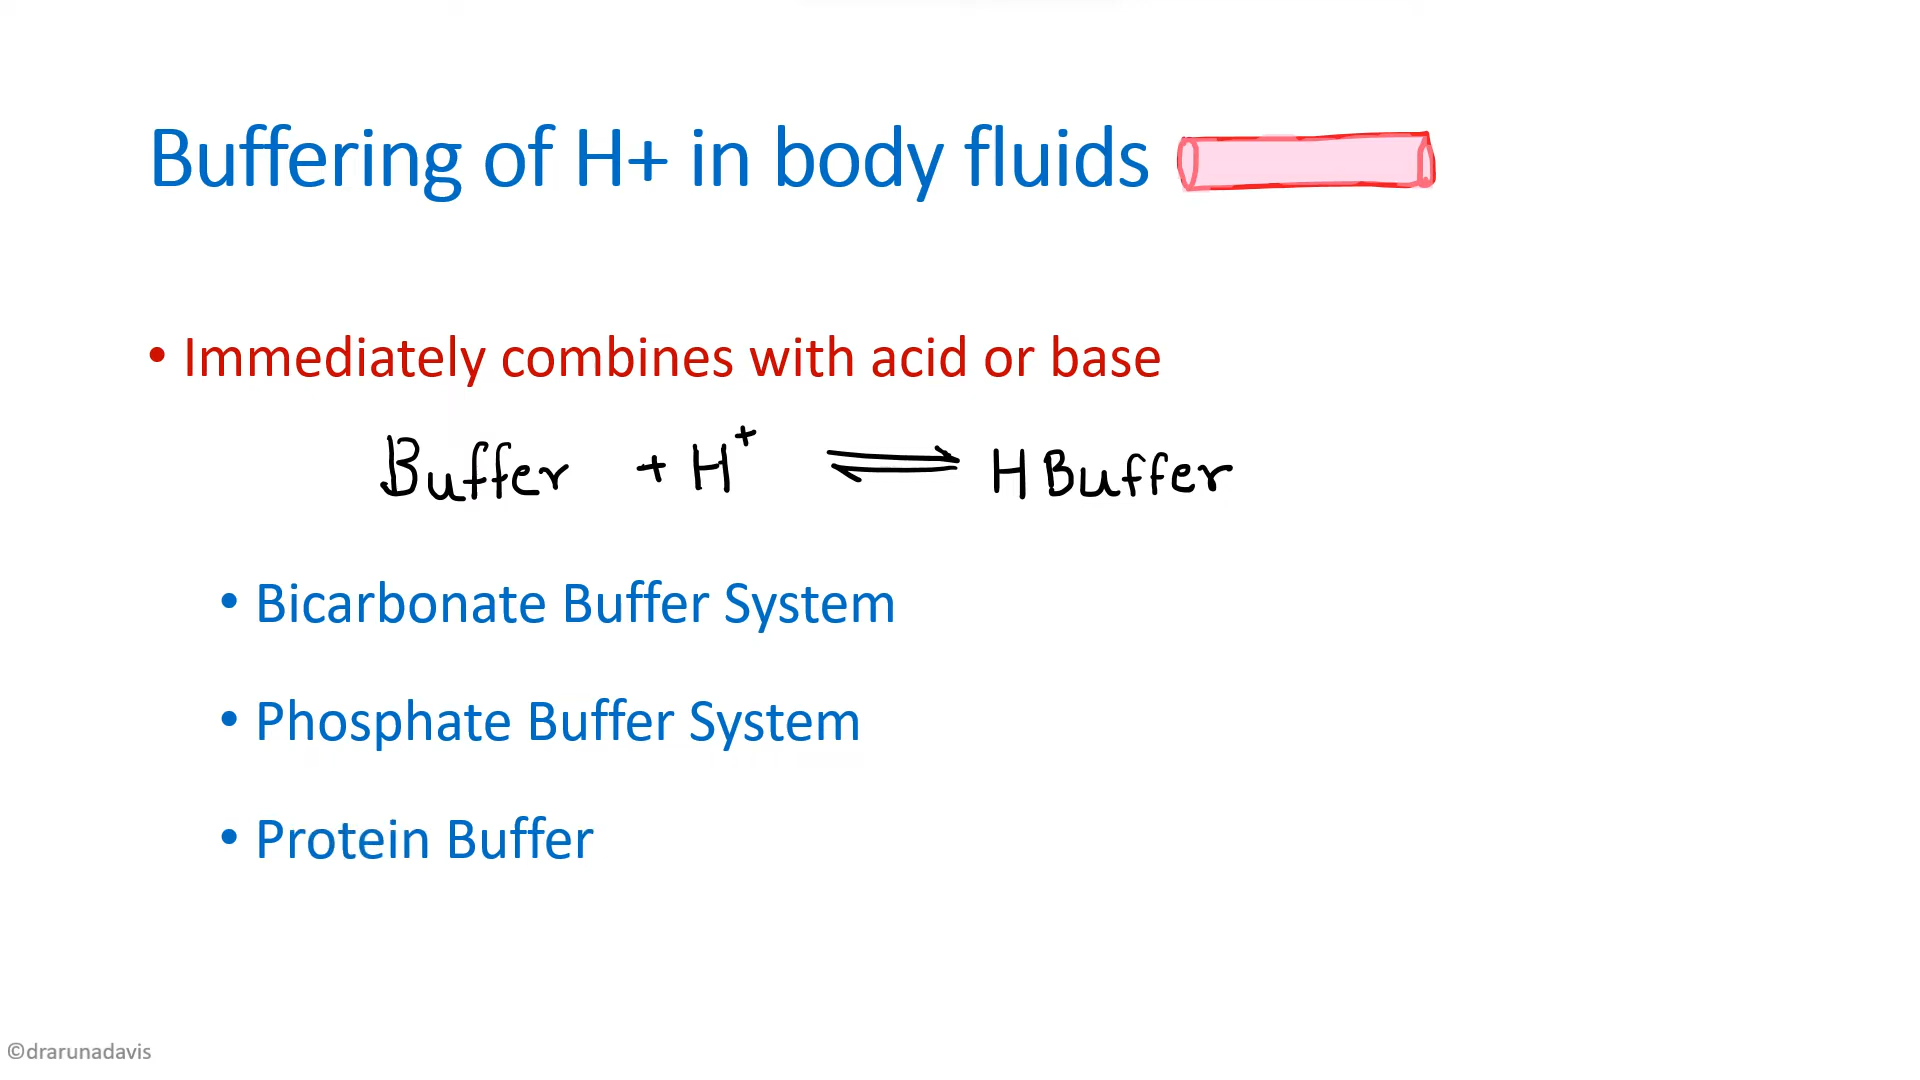 Buffering of H+ in body fluids
• Immediately combines with acid or base
Buffer + H⁺ ⇌ HBuffer
• Bicarbonate Buffer System
• Phosphate Buffer System
• Protein Buffer
©drarunadavis